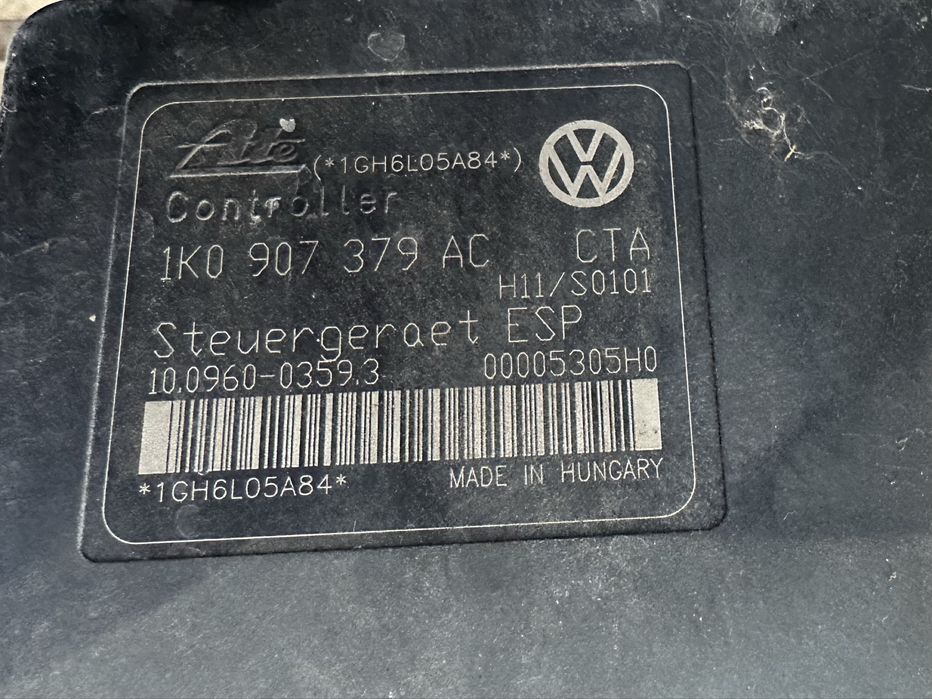 Ate (*1GH6L05A84*)
Controller
1K0 907 379 AC CTA
H11/S0101
Steuergeraet ESP
10.0960-0359.3 00005305H0
*1GH6L05A84* MADE IN HUNGARY